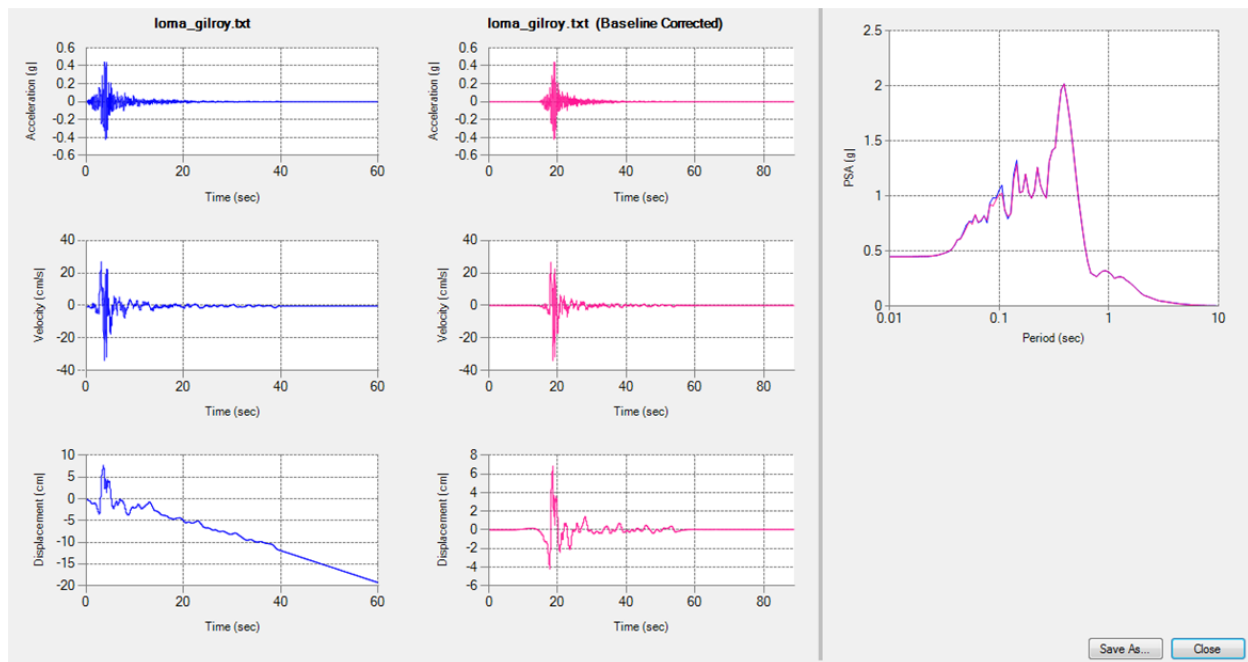 loma_gilroy.txt
0.6
0.4
0.2
0
-0.2
-0.4
-0.6
Acceleration (g)
0 20 40 60
Time (sec)
40
20
0
-20
-40
Velocity (cm|s|
0 20 40 60
Time (sec)
10
5
0
-5
-10
-15
-20
Displacement (cm|
0 20 40 60
Time (sec)
loma_gilroy.txt (Baseline Corrected)
0.6
0.4
0.2
0
-0.2
-0.4
-0.6
Acceleration (g)
0 20 40 60 80
Time (sec)
40
20
0
-20
-40
Velocity (cm|s|
0 20 40 60 80
Time (sec)
8
6
4
2
0
-2
-4
-6
Displacement (cm|
0 20 40 60 80
Time (sec)
2.5
2
1.5
1
0.5
0
PSA (g|
0.01 0.1 1 10
Period (sec)
Save As... Close